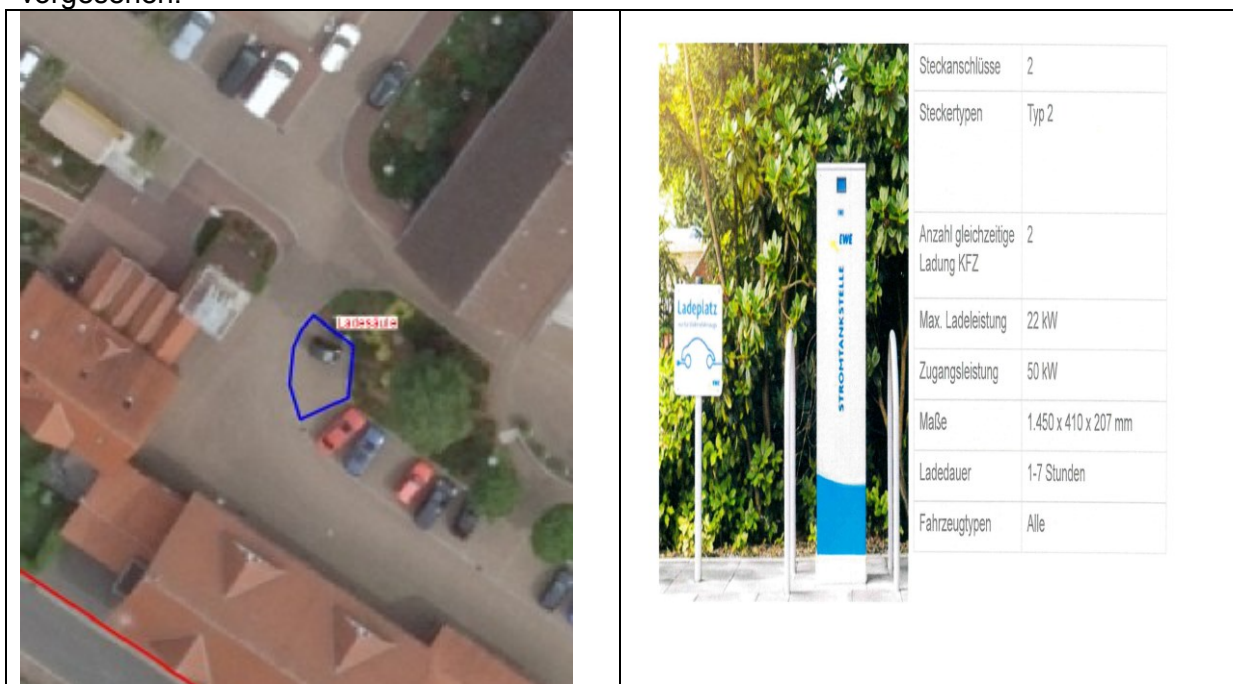 vorgesehen.
Ladesäule
Ladeplatz
EWE
STROMTANKSTELLE
Steckanschlüsse 2
Steckertypen Typ 2
Anzahl gleichzeitige 2
Ladung KFZ
Max. Ladeleistung 22 kW
Zugangsleistung 50 kW
Maße 1.450 x 410 x 207 mm
Ladedauer 1-7 Stunden
Fahrzeugtypen Alle